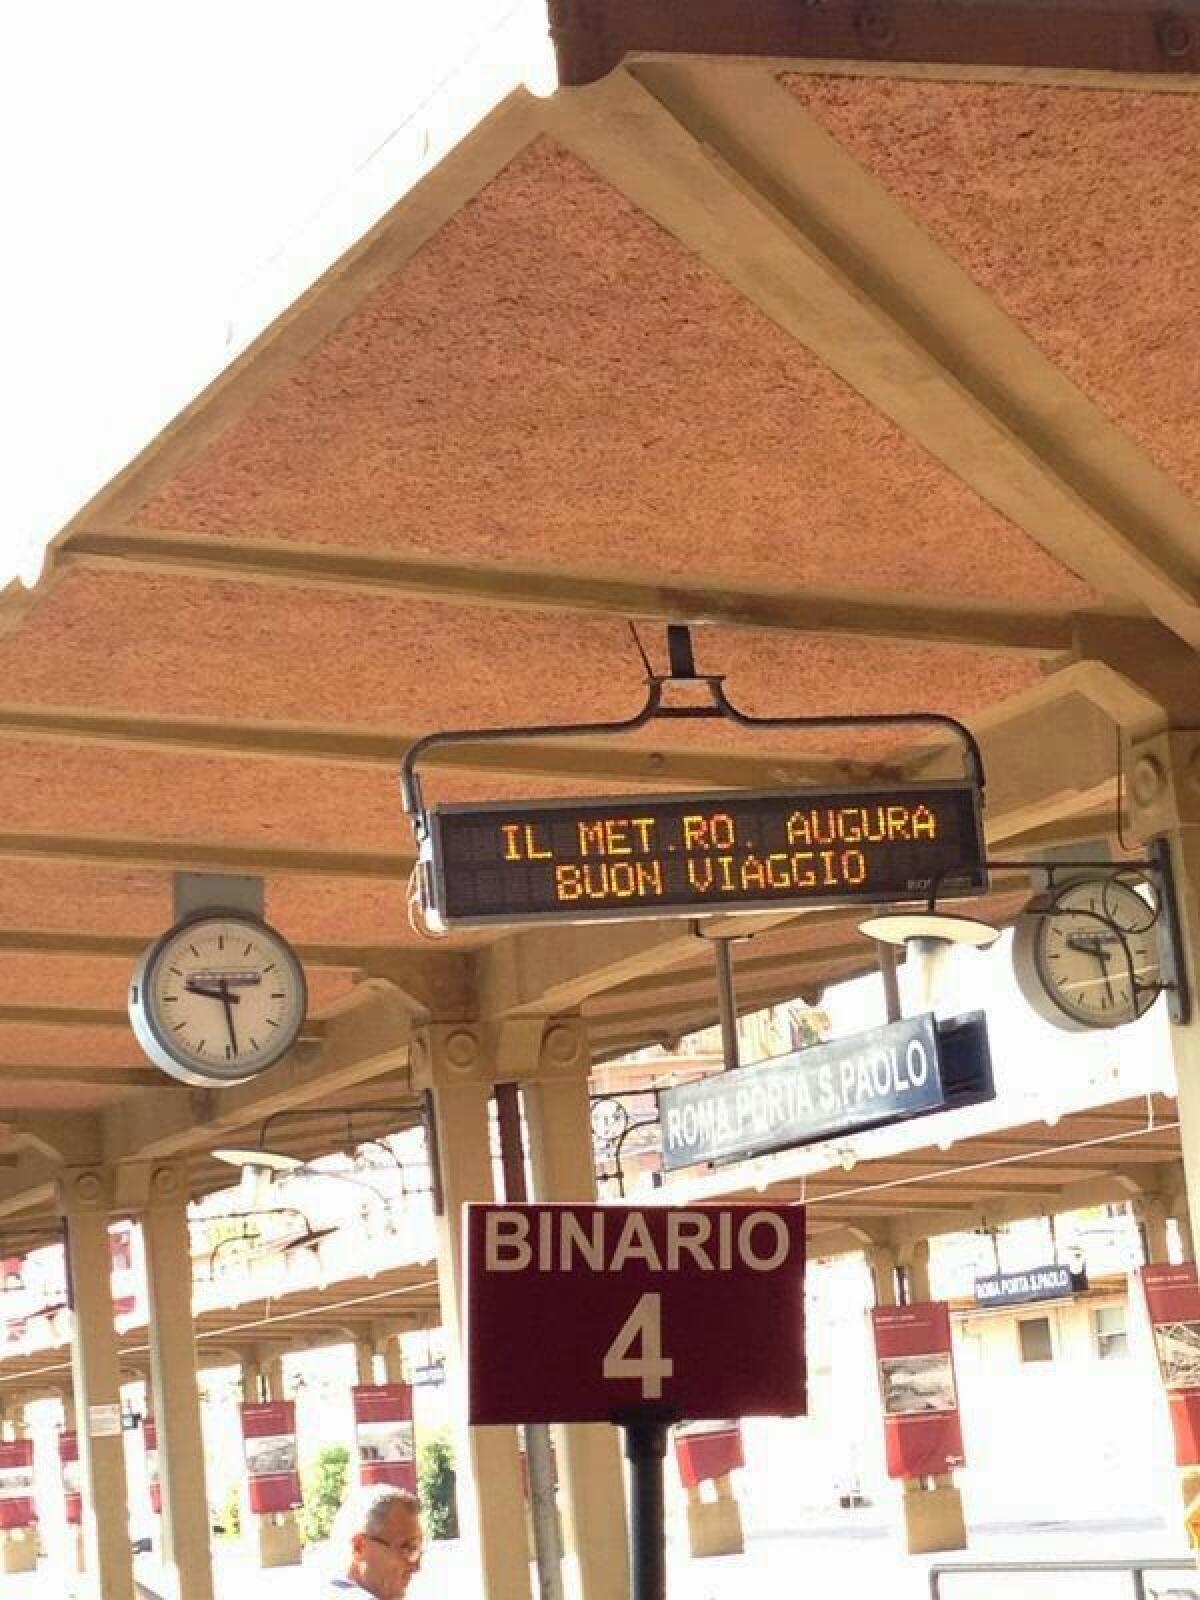 IL MET.RO. AUGURA
BUON VIAGGIO
ROMA PORTA S.PAOLO
BINARIO
4
ROMA PORTA S.PAOLO